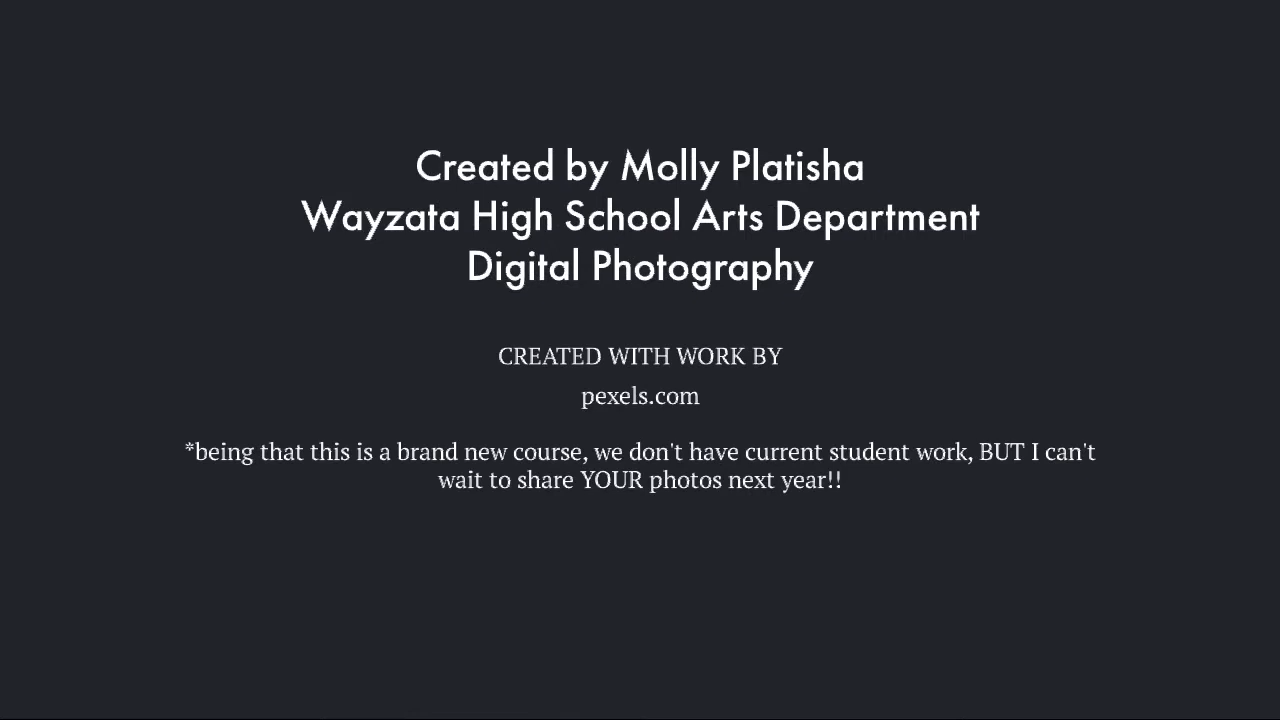 Created by Molly Platisha
Wayzata High School Arts Department
Digital Photography
CREATED WITH WORK BY
pexels.com
*being that this is a brand new course, we don't have current student work, BUT I can't
wait to share YOUR photos next year!!